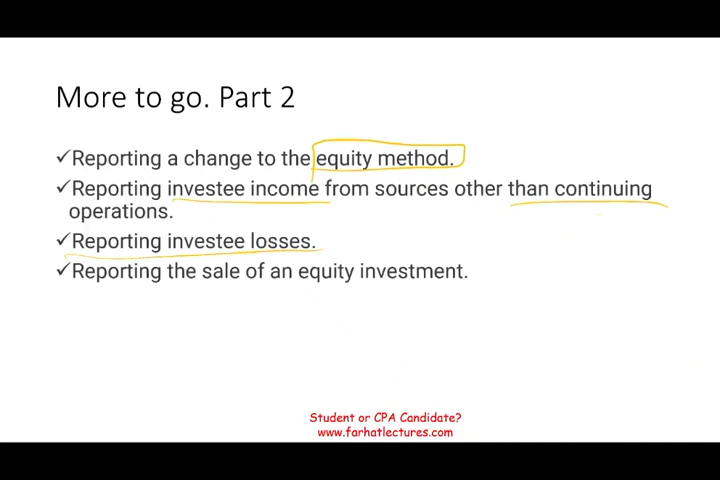 More to go. Part 2
✓Reporting a change to the equity method.
✓Reporting investee income from sources other than continuing
operations.
✓Reporting investee losses.
✓Reporting the sale of an equity investment.
Student or CPA Candidate?
www.farhatlectures.com